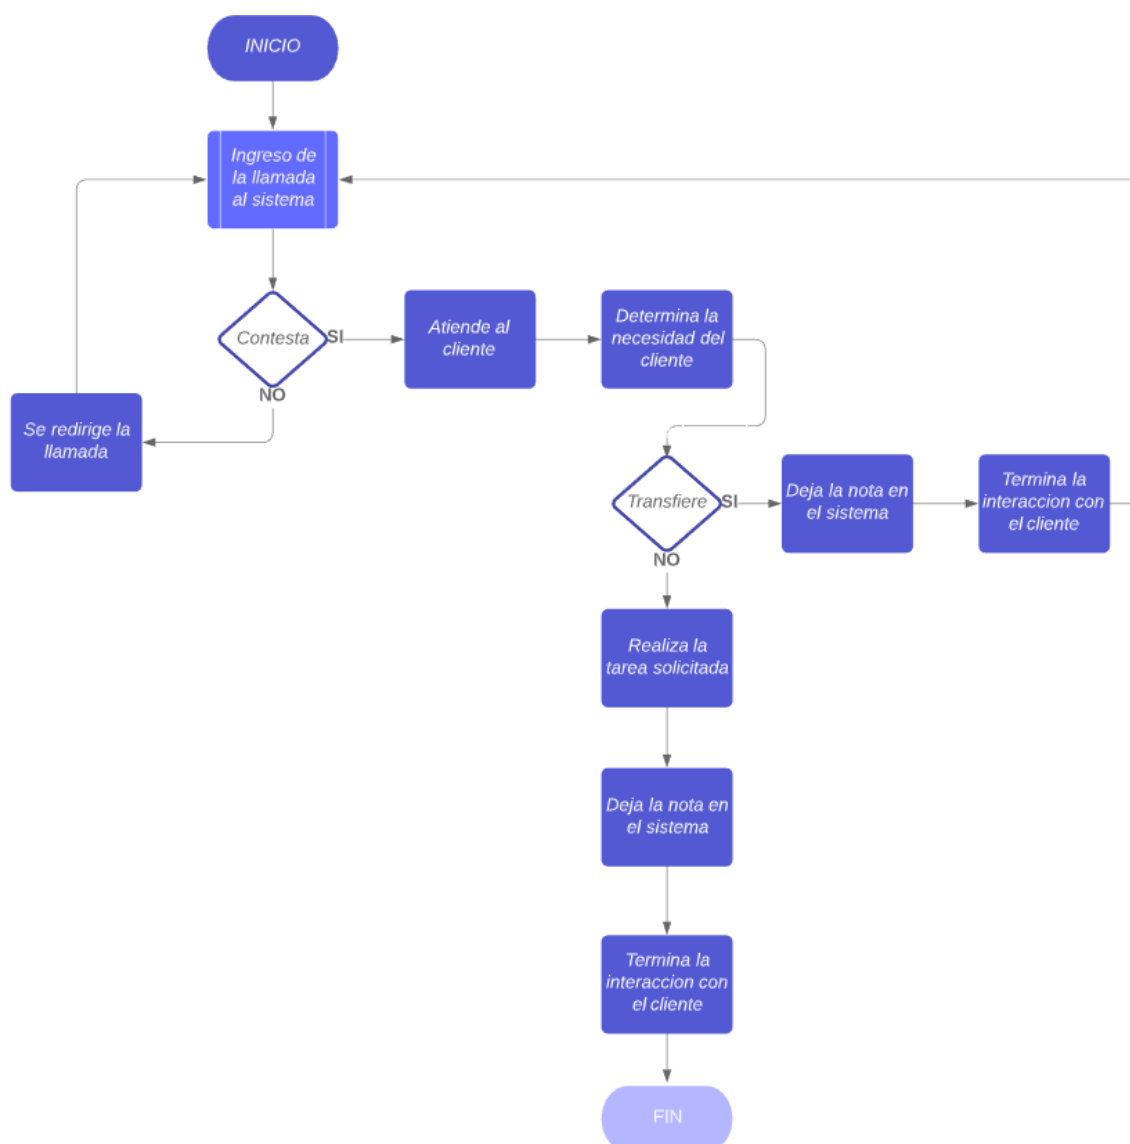 INICIO
Ingreso de
la llamada
al sistema
Contesta
SI
NO
Atiende al
cliente
Determina la
necesidad del
cliente
Se redirige la
llamada
Transfiere
SI
NO
Deja la nota en
el sistema
Termina la
interaccion con
el cliente
Realiza la
tarea solicitada
Deja la nota en
el sistema
Termina la
interaccion con
el cliente
FIN